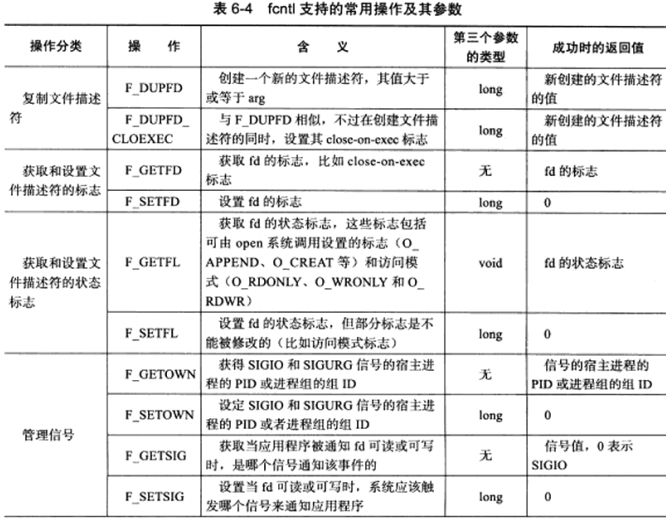 表 6-4 fcntl 支持的常用操作及其参数
操作分类 操 作 含 义 第三个参数的类型 成功时的返回值
复制文件描述符
F_DUPFD 创建一个新的文件描述符，其值大于
或等于 arg long 新创建的文件描述符
的值
F_DUPFD_
CLOEXEC 与 F_DUPFD 相似，不过在创建文件描
述符的同时，设置其 close-on-exec 标志 long 新创建的文件描述符
的值
获取和设置文
件描述符的标志
F_GETFD 获取 fd 的标志，比如 close-on-exec
标志 无 fd 的标志
F_SETFD 设置 fd 的标志 long 0
获取和设置文
件描述符的状态
标志
F_GETFL 获取 fd 的状态标志，这些标志包括
可由 open 系统调用设置的标志（O_
APPEND、O_CREAT 等）和访问模
式（O_RDONLY、O_WRONLY 和 O_
RDWR） void fd 的状态标志
F_SETFL 设置 fd 的状态标志，但部分标志是不
能被修改的（比如访问模式标志） long 0
管理信号
F_GETOWN 获得 SIGIO 和 SIGURG 信号的宿主进
程的 PID 或进程组的组 ID 无 信号的宿主进程的
PID 或进程组的组 ID
F_SETOWN 设定 SIGIO 和 SIGURG 信号的宿主进
程的 PID 或者进程组的组 ID long 0
F_GETSIG 获取当应用程序被通知 fd 可读或可写
时，是哪个信号通知该事件的 无 信号值，0 表示
SIGIO
F_SETSIG 设置当 fd 可读或可写时，系统应该触
发哪个信号来通知应用程序 long 0